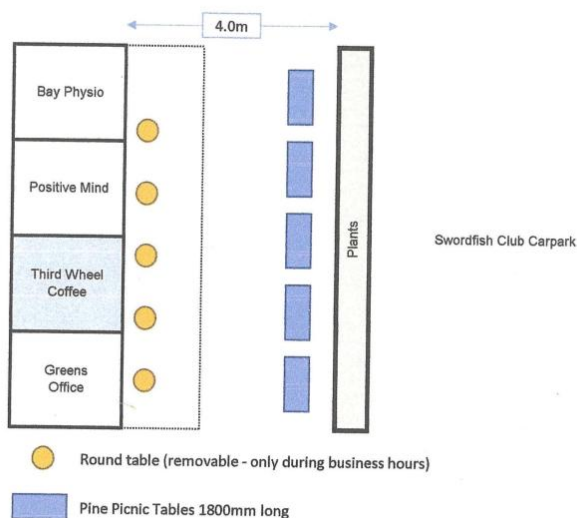 4.0m
Bay Physio
Positive Mind
Third Wheel
Coffee
Greens
Office
Plants
Swordfish Club Carpark
Round table (removable - only during business hours)
Pine Picnic Tables 1800mm long